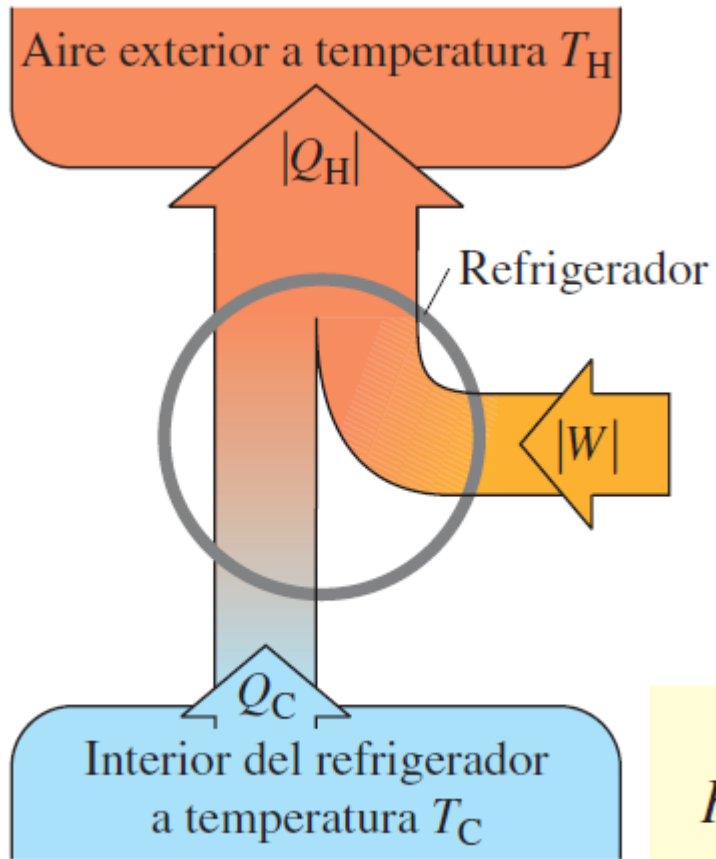 Aire exterior a temperatura T_H
|Q_H|
Refrigerador
|W|
Q_C
Interior del refrigerador
a temperatura T_C